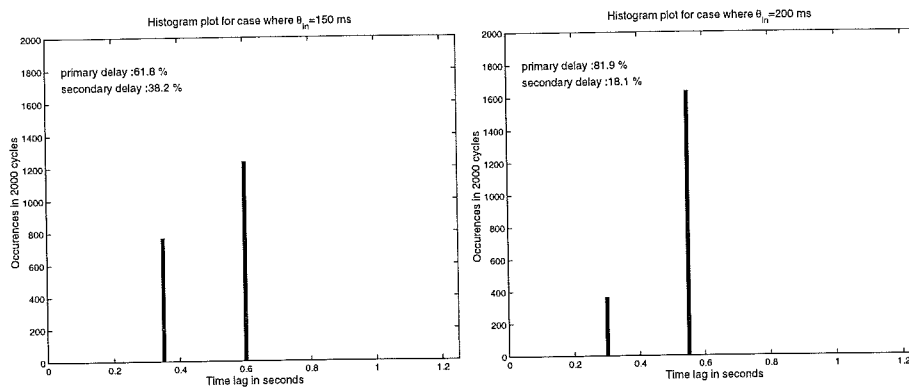 Histogram plot for case where θin=150 ms
2000
1800
1600
1400
1200
1000
800
600
400
200
0
primary delay :61.8 %
secondary delay :38.2 %
Occurences in 2000 cycles
0 0.2 0.4 0.6 0.8 1 1.2
Time lag in seconds
Histogram plot for case where θin=200 ms
2000
1800
1600
1400
1200
1000
800
600
400
200
0
primary delay :81.9 %
secondary delay :18.1 %
Occurences in 2000 cycles
0 0.2 0.4 0.6 0.8 1 1.2
Time lag in seconds